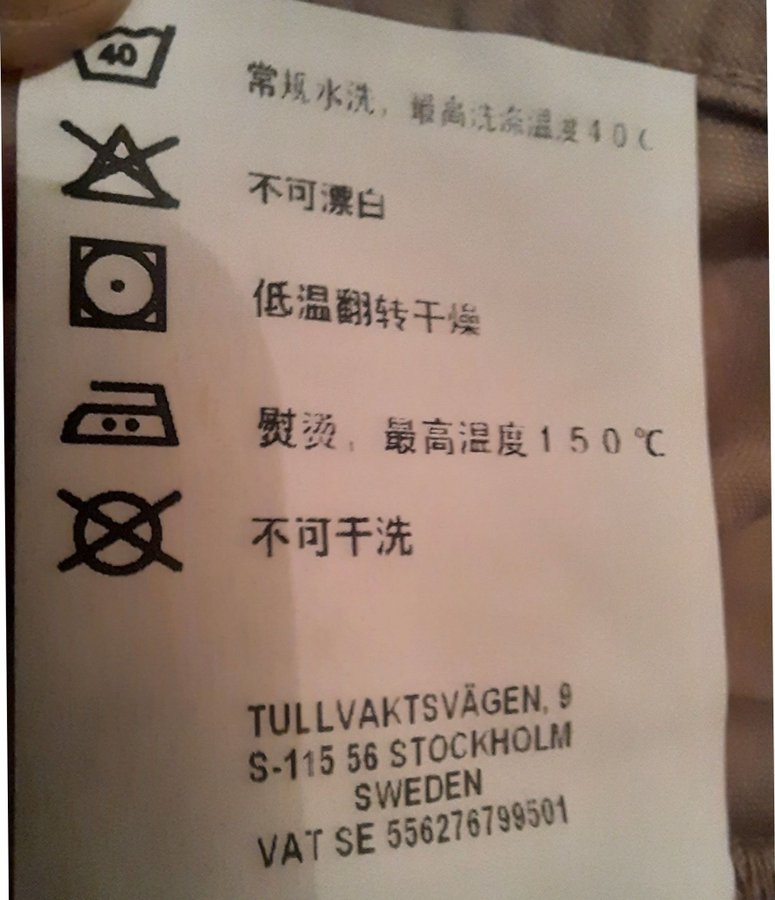 40
常规水洗，最高洗涤温度40℃
不可漂白
低温翻转干燥
熨烫，最高温度150℃
不可干洗
TULLVAKTSVÄGEN, 9
S-115 56 STOCKHOLM
SWEDEN
VAT SE 556276799501